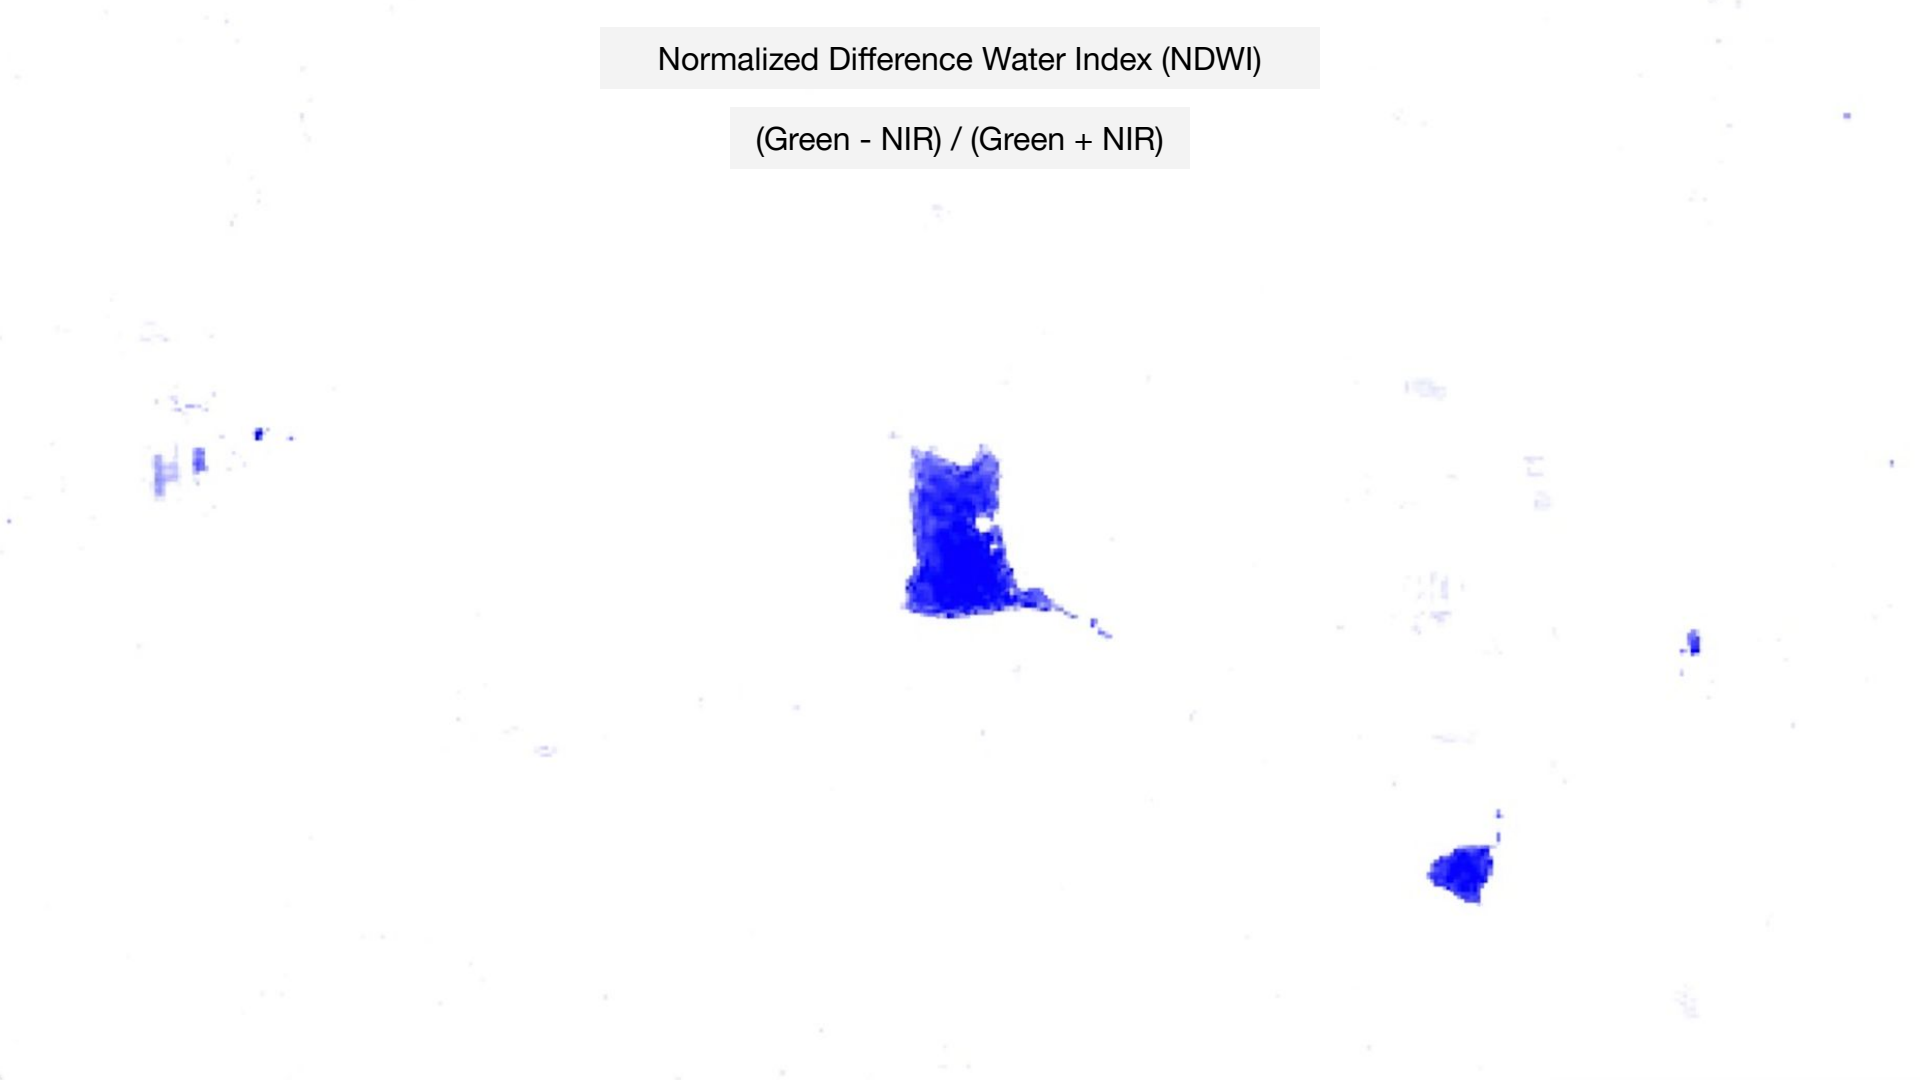 Normalized Difference Water Index (NDWI)
(Green - NIR) / (Green + NIR)